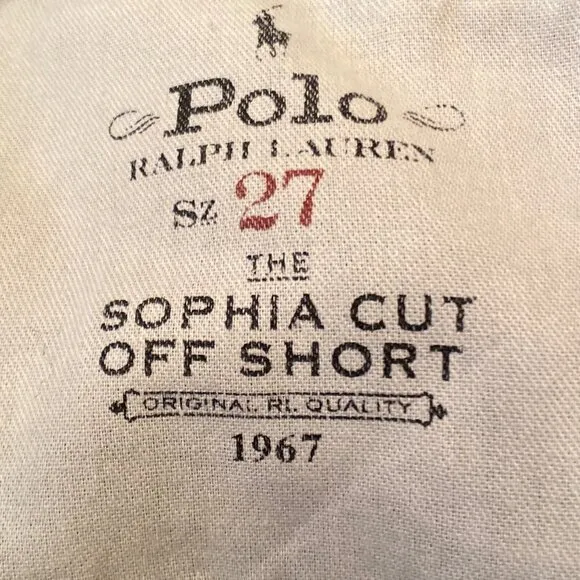 Polo
RALPH LAUREN
SZ 27
THE
SOPHIA CUT
OFF SHORT
ORIGINAL RL QUALITY
1967